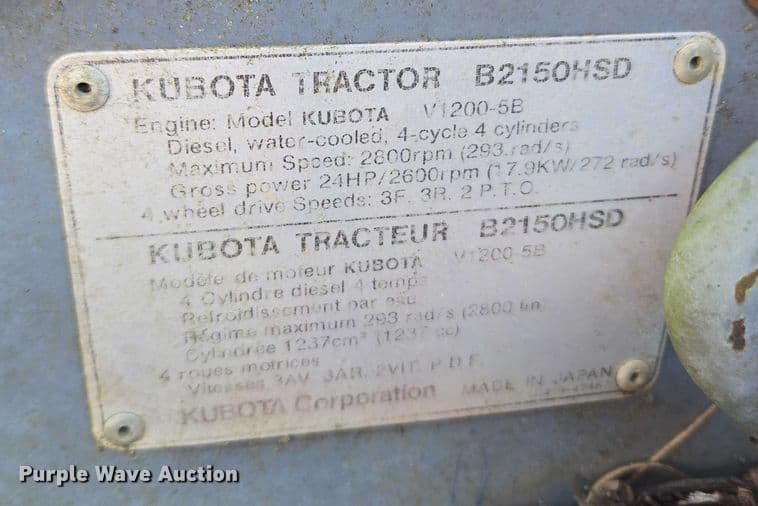 KUBOTA TRACTOR B2150HSD
Engine: Model KUBOTA V1200-5B
Diesel, water-cooled, 4-cycle 4 cylinders
Maximum Speed: 2800rpm (293 rad/s)
Gross power 24HP/2600rpm (17.9KW/272 rad/s)
4 wheel drive Speeds: 3F, 3R, 2 P.T.O.
KUBOTA TRACTEUR B2150HSD
Modéle de moteur KUBOTA V1200-5B
4 Cylindre diesel 4 temps
Refroidissement par eau
Régime maximum 293 rad/s (2800
Cylindrée 1237cm³ (1237 cc)
4 roues motrices
Vitesses 3AV, 3AR, 2VIT. P.D.F.
KUBOTA Corporation MADE IN JAPAN
Purple Wave Auction